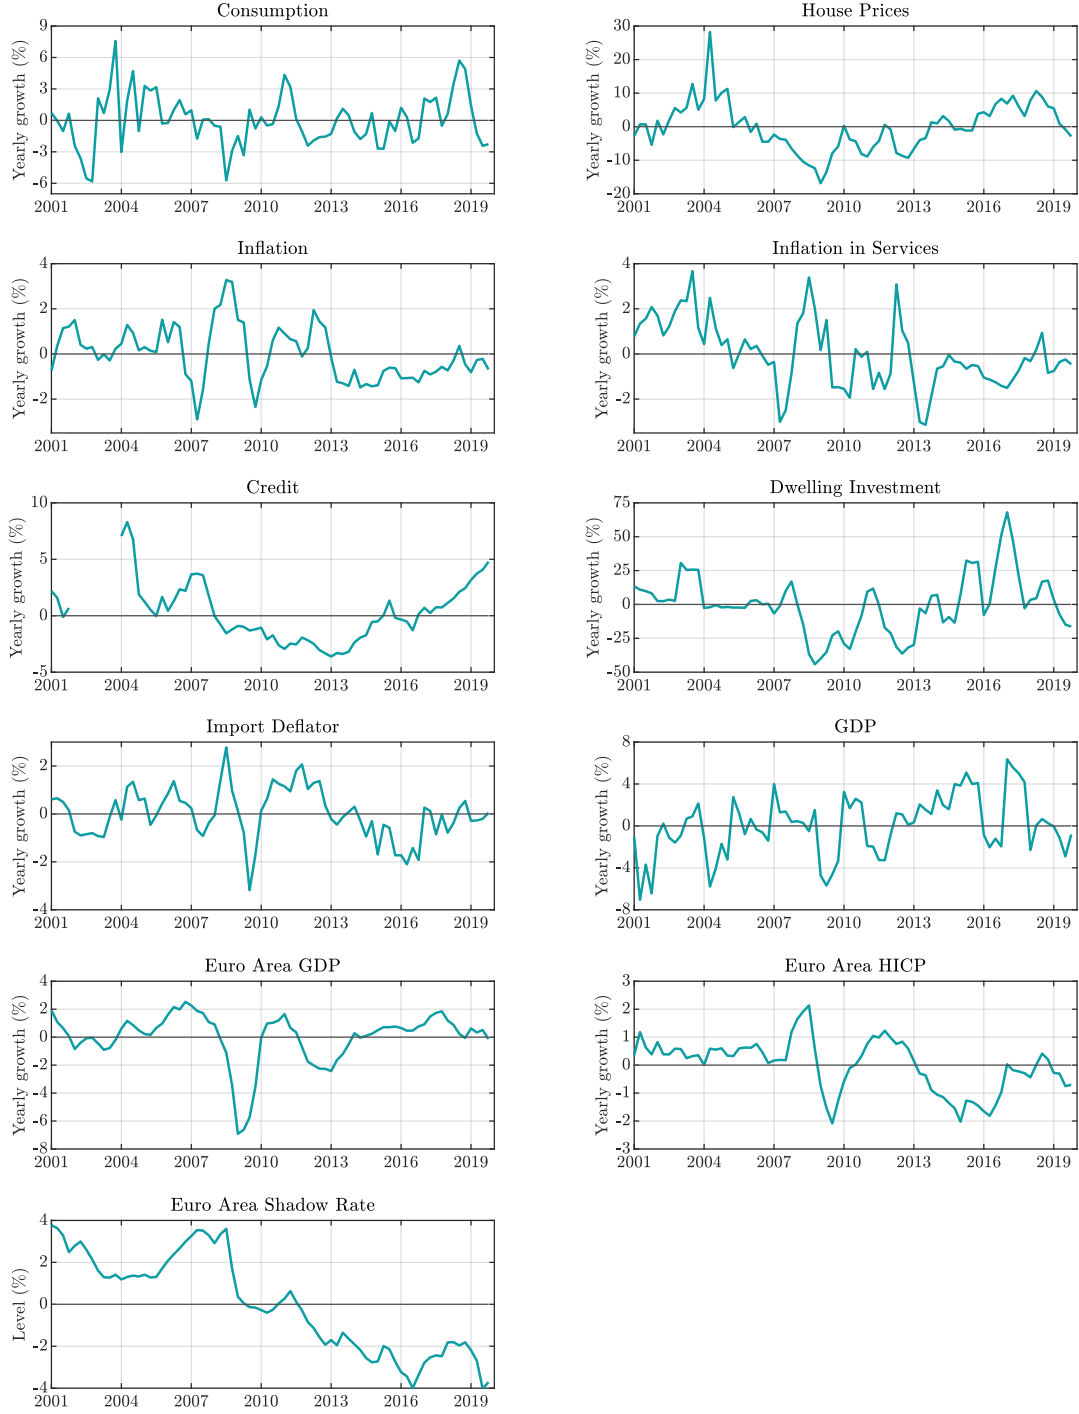 Consumption
Yearly growth (%)
9
6
3
0
-3
-6
2001 2004 2007 2010 2013 2016 2019
House Prices
Yearly growth (%)
30
20
10
0
-10
-20
2001 2004 2007 2010 2013 2016 2019
Inflation
Yearly growth (%)
4
2
0
-2
2001 2004 2007 2010 2013 2016 2019
Inflation in Services
Yearly growth (%)
4
2
0
-2
2001 2004 2007 2010 2013 2016 2019
Credit
Yearly growth (%)
10
5
0
-5
2001 2004 2007 2010 2013 2016 2019
Dwelling Investment
Yearly growth (%)
75
50
25
0
-25
-50
2001 2004 2007 2010 2013 2016 2019
Import Deflator
Yearly growth (%)
2
0
-2
-4
2001 2004 2007 2010 2013 2016 2019
GDP
Yearly growth (%)
8
4
0
-4
-8
2001 2004 2007 2010 2013 2016 2019
Euro Area GDP
Yearly growth (%)
4
2
0
-2
-4
-6
-8
2001 2004 2007 2010 2013 2016 2019
Euro Area HICP
Yearly growth (%)
3
2
1
0
-1
-2
-3
2001 2004 2007 2010 2013 2016 2019
Euro Area Shadow Rate
Level (%)
4
2
0
-2
-4
2001 2004 2007 2010 2013 2016 2019